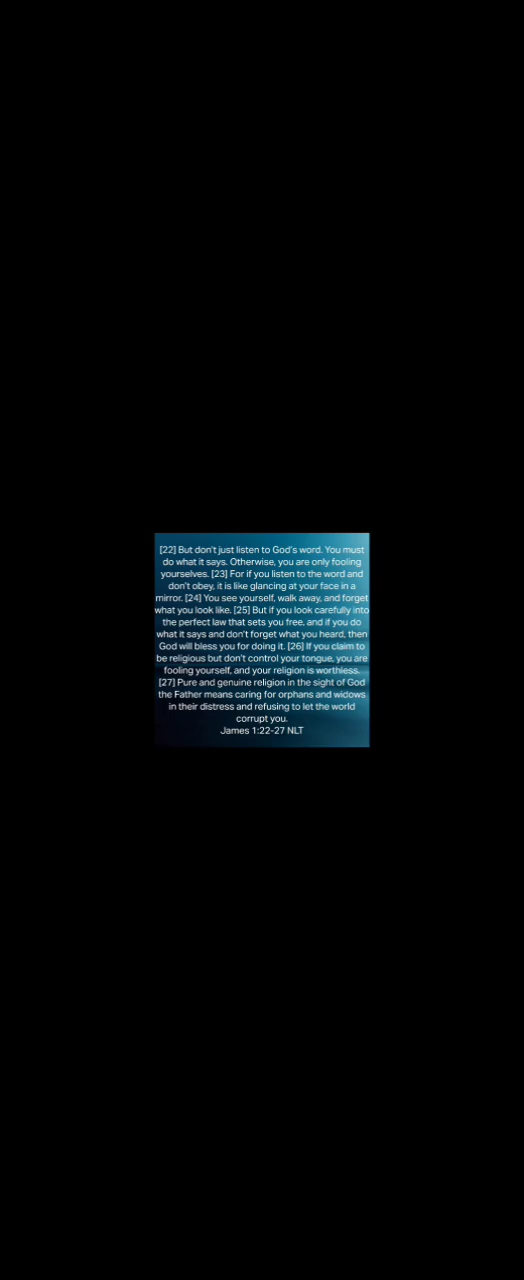 [22] But don't just listen to God's word. You must
do what it says. Otherwise, you are only fooling
yourselves. [23] For if you listen to the word and
don't obey, it is like glancing at your face in a
mirror. [24] You see yourself, walk away, and forget
what you look like. [25] But if you look carefully into
the perfect law that sets you free, and if you do
what it says and don't forget what you heard, then
God will bless you for doing it. [26] If you claim to
be religious but don't control your tongue, you are
fooling yourself, and your religion is worthless.
[27] Pure and genuine religion in the sight of God
the Father means caring for orphans and widows
in their distress and refusing to let the world
corrupt you.
James 1:22-27 NLT